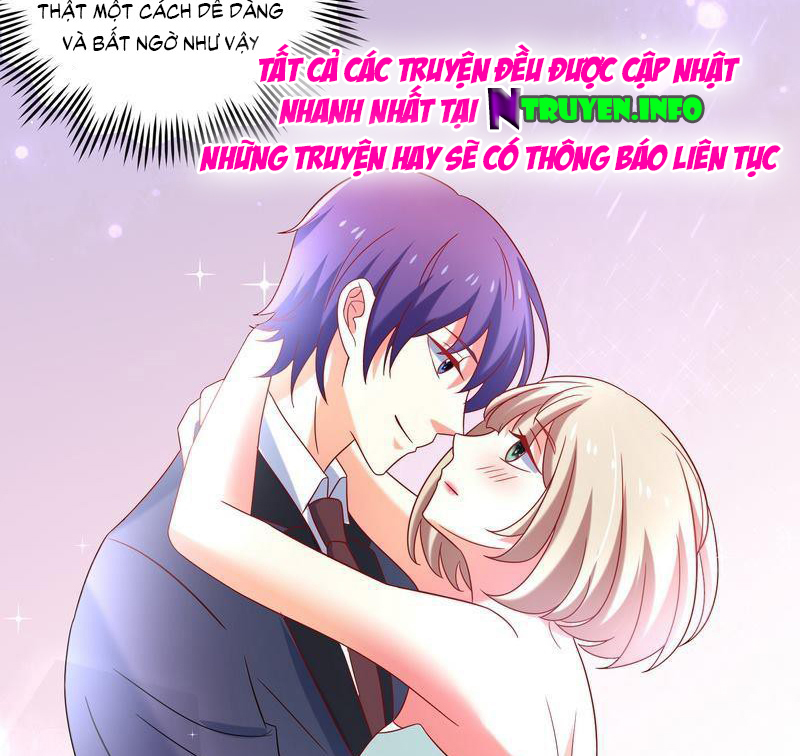 THẬT MỘT CÁCH DỄ DÀNG
VÀ BẤT NGỜ NHƯ VẬY
TẤT CẢ CÁC TRUYỆN ĐỀU ĐƯỢC CẬP NHẬT
NHANH NHẤT TẠI NTRUYEN.INFO
NHỮNG TRUYỆN HAY SẼ CÓ THÔNG BÁO LIÊN TỤC